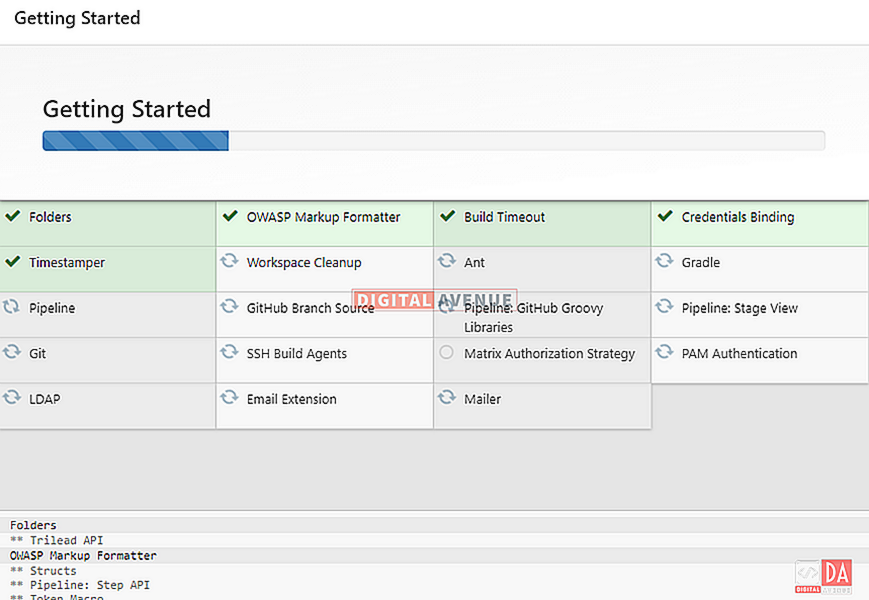 Getting Started
Getting Started
Folders
OWASP Markup Formatter
Build Timeout
Credentials Binding
Timestamper
Workspace Cleanup
Ant
Gradle
Pipeline
GitHub Branch Source
DIGITAL AVENUE
Pipeline: GitHub Groovy
Libraries
Pipeline: Stage View
Git
SSH Build Agents
Matrix Authorization Strategy
PAM Authentication
LDAP
Email Extension
Mailer
Folders
** Trilead API
OWASP Markup Formatter
** Structs
** Pipeline: Step API
** Token Macro
DA
DIGITAL AVENUE